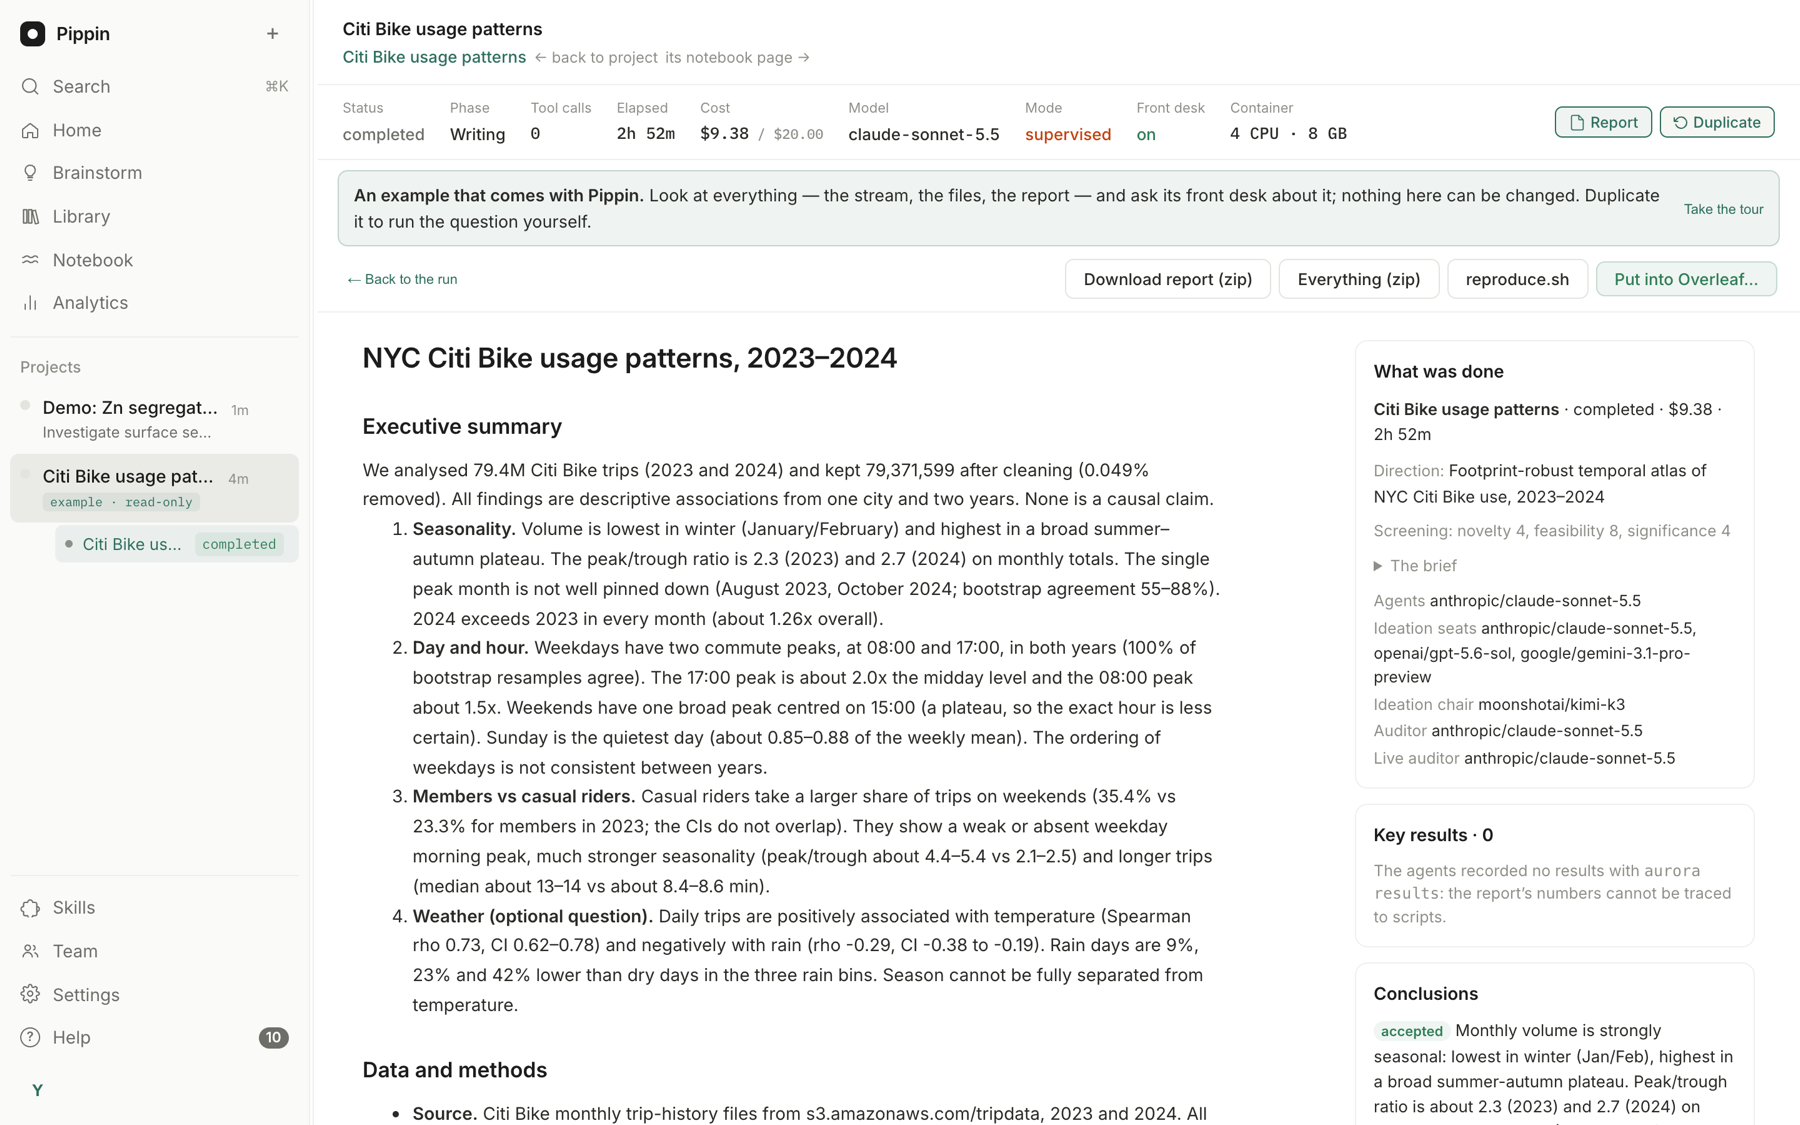 Pippin
+
Search ⌘K
Home
Brainstorm
Library
Notebook
Analytics
Projects
Demo: Zn segregat... 1m
Investigate surface se...
Citi Bike usage pat... 4m
example · read-only
Citi Bike us... completed
Skills
Team
Settings
Help 10
Y
Citi Bike usage patterns
Citi Bike usage patterns ← back to project its notebook page →
Status Phase Tool calls Elapsed Cost Model Mode Front desk Container
completed Writing 0 2h 52m $9.38 / $20.00 claude-sonnet-5.5 supervised on 4 CPU · 8 GB
Report Duplicate
An example that comes with Pippin. Look at everything — the stream, the files, the report — and ask its front desk about it; nothing here can be changed. Duplicate
it to run the question yourself.
Take the tour
← Back to the run
Download report (zip) Everything (zip) reproduce.sh Put into Overleaf...
NYC Citi Bike usage patterns, 2023–2024
Executive summary
We analysed 79.4M Citi Bike trips (2023 and 2024) and kept 79,371,599 after cleaning (0.049%
removed). All findings are descriptive associations from one city and two years. None is a causal claim.
1. Seasonality. Volume is lowest in winter (January/February) and highest in a broad summer–
autumn plateau. The peak/trough ratio is 2.3 (2023) and 2.7 (2024) on monthly totals. The single
peak month is not well pinned down (August 2023, October 2024; bootstrap agreement 55–88%).
2024 exceeds 2023 in every month (about 1.26x overall).
2. Day and hour. Weekdays have two commute peaks, at 08:00 and 17:00, in both years (100% of
bootstrap resamples agree). The 17:00 peak is about 2.0x the midday level and the 08:00 peak
about 1.5x. Weekends have one broad peak centred on 15:00 (a plateau, so the exact hour is less
certain). Sunday is the quietest day (about 0.85–0.88 of the weekly mean). The ordering of
weekdays is not consistent between years.
3. Members vs casual riders. Casual riders take a larger share of trips on weekends (35.4% vs
23.3% for members in 2023; the CIs do not overlap). They show a weak or absent weekday
morning peak, much stronger seasonality (peak/trough about 4.4–5.4 vs 2.1–2.5) and longer trips
(median about 13–14 vs about 8.4–8.6 min).
4. Weather (optional question). Daily trips are positively associated with temperature (Spearman
rho 0.73, CI 0.62–0.78) and negatively with rain (rho -0.29, CI -0.38 to -0.19). Rain days are 9%,
23% and 42% lower than dry days in the three rain bins. Season cannot be fully separated from
temperature.
Data and methods
• Source. Citi Bike monthly trip-history files from s3.amazonaws.com/tripdata, 2023 and 2024. All
What was done
Citi Bike usage patterns · completed · $9.38 ·
2h 52m
Direction: Footprint-robust temporal atlas of
NYC Citi Bike use, 2023–2024
Screening: novelty 4, feasibility 8, significance 4
▶ The brief
Agents anthropic/claude-sonnet-5.5
Ideation seats anthropic/claude-sonnet-5.5,
openai/gpt-5.6-sol, google/gemini-3.1-pro-
preview
Ideation chair moonshotai/kimi-k3
Auditor anthropic/claude-sonnet-5.5
Live auditor anthropic/claude-sonnet-5.5
Key results · 0
The agents recorded no results with aurora
results: the report's numbers cannot be traced
to scripts.
Conclusions
accepted Monthly volume is strongly
seasonal: lowest in winter (Jan/Feb), highest in
a broad summer-autumn plateau. Peak/trough
ratio is about 2.3 (2023) and 2.7 (2024) on